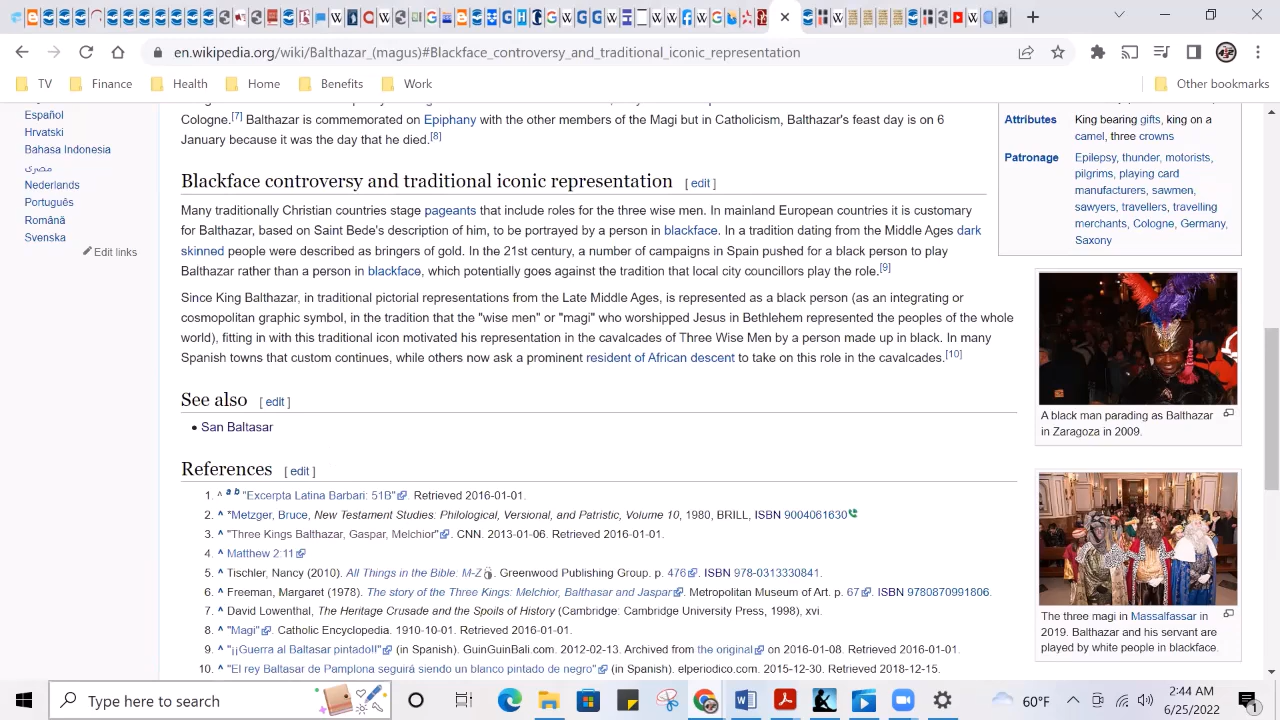 en.wikipedia.org/wiki/Balthazar_(magus)#Blackface_controversy_and_traditional_iconic_representation
TV Finance Health Home Benefits Work Other bookmarks
Español
Hrvatski
Bahasa Indonesia
مصرى
Nederlands
Português
Română
Svenska
Edit links
Cologne.[7] Balthazar is commemorated on Epiphany with the other members of the Magi but in Catholicism, Balthazar's feast day is on 6
January because it was the day that he died.[8]
Blackface controversy and traditional iconic representation [ edit ]
Many traditionally Christian countries stage pageants that include roles for the three wise men. In mainland European countries it is customary
for Balthazar, based on Saint Bede's description of him, to be portrayed by a person in blackface. In a tradition dating from the Middle Ages dark
skinned people were described as bringers of gold. In the 21st century, a number of campaigns in Spain pushed for a black person to play
Balthazar rather than a person in blackface, which potentially goes against the tradition that local city councillors play the role.[9]
Since King Balthazar, in traditional pictorial representations from the Late Middle Ages, is represented as a black person (as an integrating or
cosmopolitan graphic symbol, in the tradition that the "wise men" or "magi" who worshipped Jesus in Bethlehem represented the peoples of the whole
world), fitting in with this traditional icon motivated his representation in the cavalcades of Three Wise Men by a person made up in black. In many
Spanish towns that custom continues, while others now ask a prominent resident of African descent to take on this role in the cavalcades.[10]
See also [ edit ]
• San Baltasar
References [ edit ]
1. ^ a b "Excerpta Latina Barbari: 51B". Retrieved 2016-01-01.
2. ^ *Metzger, Bruce, New Testament Studies: Philological, Versional, and Patristic, Volume 10, 1980, BRILL, ISBN 9004061630
3. ^ "Three Kings Balthazar, Gaspar, Melchior". CNN. 2013-01-06. Retrieved 2016-01-01.
4. ^ Matthew 2:11
5. ^ Tischler, Nancy (2010). All Things in the Bible: M-Z. Greenwood Publishing Group. p. 476. ISBN 978-0313330841.
6. ^ Freeman, Margaret (1978). The story of the Three Kings: Melchior, Balthasar and Jaspar. Metropolitan Museum of Art. p. 67. ISBN 9780870991806.
7. ^ David Lowenthal, The Heritage Crusade and the Spoils of History (Cambridge: Cambridge University Press, 1998), xvi.
8. ^ "Magi". Catholic Encyclopedia. 1910-10-01. Retrieved 2016-01-01.
9. ^ "¡¡Guerra al Baltasar pintado!!" (in Spanish). GuinGuinBali.com. 2012-02-13. Archived from the original on 2016-01-08. Retrieved 2016-01-01.
10. ^ "El rey Baltasar de Pamplona seguirá siendo un blanco pintado de negro" (in Spanish). elperiodico.com. 2015-12-30. Retrieved 2018-12-15.
Attributes King bearing gifts, king on a
camel, three crowns
Patronage Epilepsy, thunder, motorists,
pilgrims, playing card
manufacturers, sawmen,
sawyers, travellers, travelling
merchants, Cologne, Germany,
Saxony
A black man parading as Balthazar
in Zaragoza in 2009.
The three magi in Massalfassar in
2019. Balthazar and his servant are
played by white people in blackface.
Type here to search
60°F
2:44 AM
6/25/2022
1